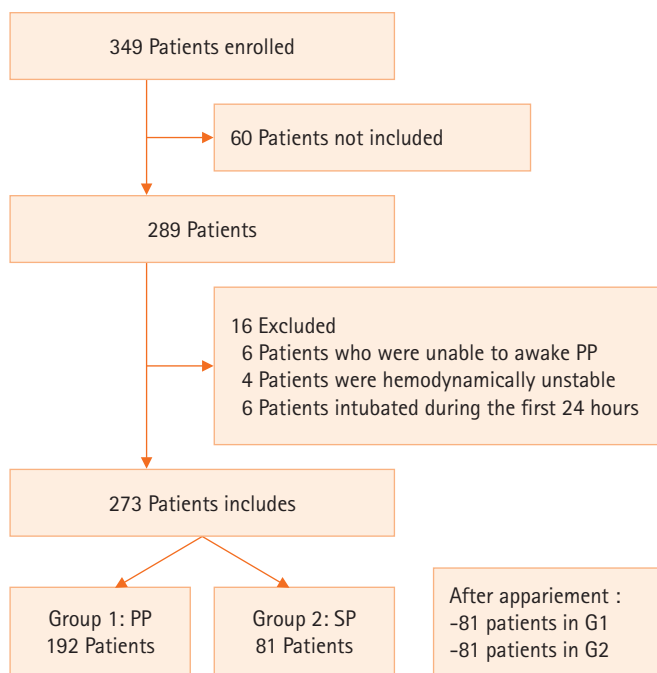 349 Patients enrolled
60 Patients not included
289 Patients
16 Excluded
6 Patients who were unable to awake PP
4 Patients were hemodynamically unstable
6 Patients intubated during the first 24 hours
273 Patients includes
Group 1: PP
192 Patients
Group 2: SP
81 Patients
After appariement :
-81 patients in G1
-81 patients in G2